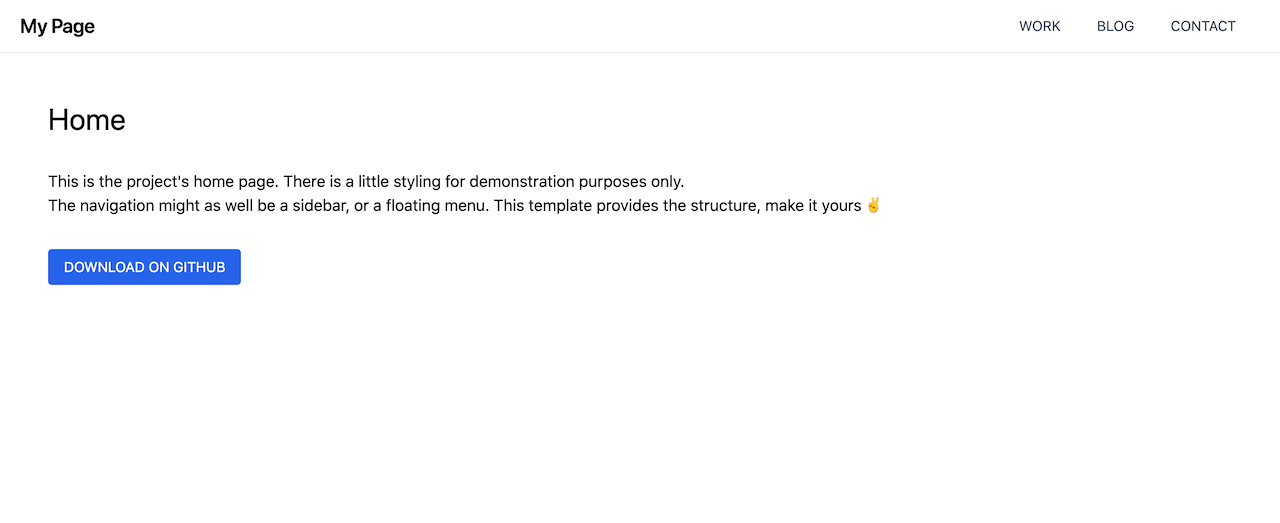 My Page
WORK BLOG CONTACT
Home
This is the project's home page. There is a little styling for demonstration purposes only.
The navigation might as well be a sidebar, or a floating menu. This template provides the structure, make it yours ✌️
DOWNLOAD ON GITHUB